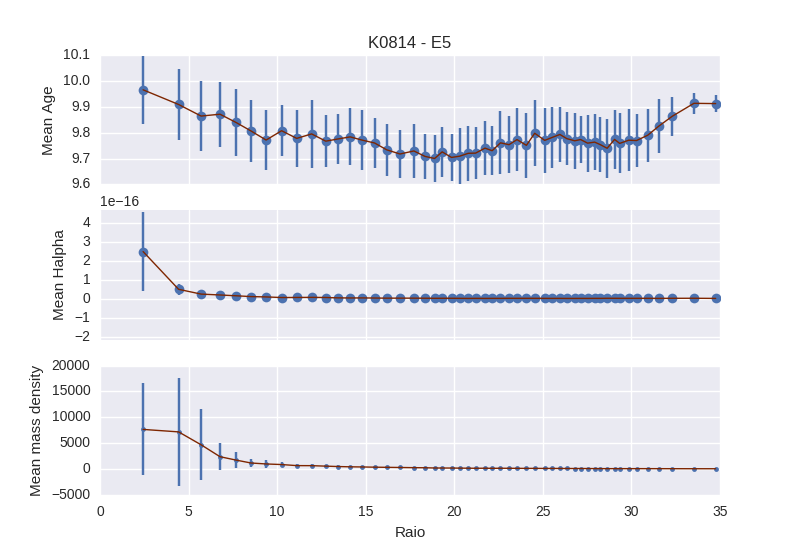 K0814 - E5
10.1
10.0
9.9
9.8
9.7
9.6
Mean Age
1e−16
4
3
2
1
0
−1
−2
Mean Halpha
20000
15000
10000
5000
0
−5000
Mean mass density
0 5 10 15 20 25 30 35
Raio